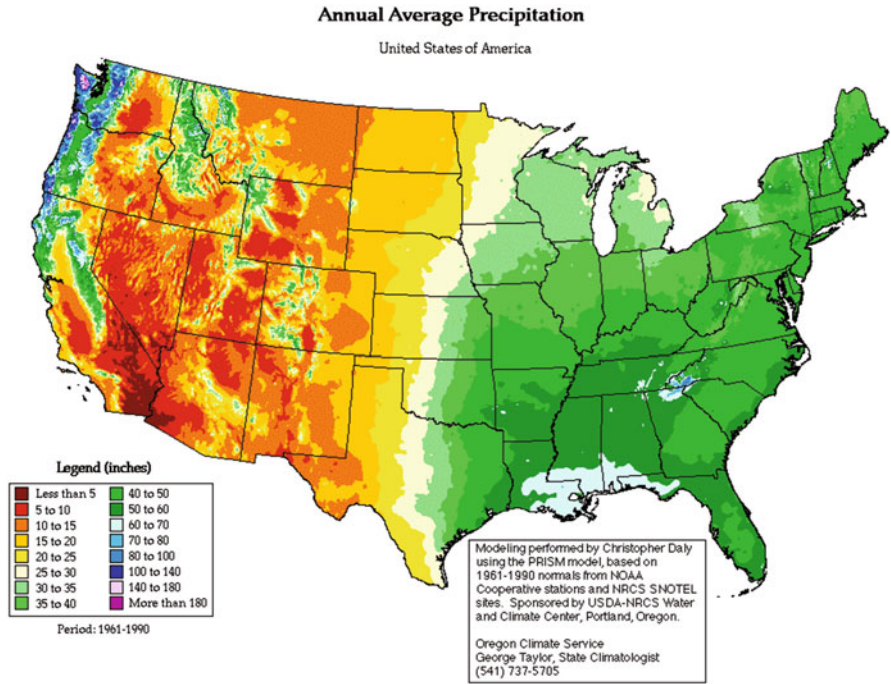 Annual Average Precipitation
United States of America
Legend (inches)
Less than 5
5 to 10
10 to 15
15 to 20
20 to 25
25 to 30
30 to 35
35 to 40
40 to 50
50 to 60
60 to 70
70 to 80
80 to 100
100 to 140
140 to 180
More than 180
Period: 1961-1990
Modeling performed by Christopher Daly
using the PRISM model, based on
1961-1990 normals from NOAA
Cooperative stations and NRCS SNOTEL
sites. Sponsored by USDA-NRCS Water
and Climate Center, Portland, Oregon.
Oregon Climate Service
George Taylor, State Climatologist
(541) 737-5705